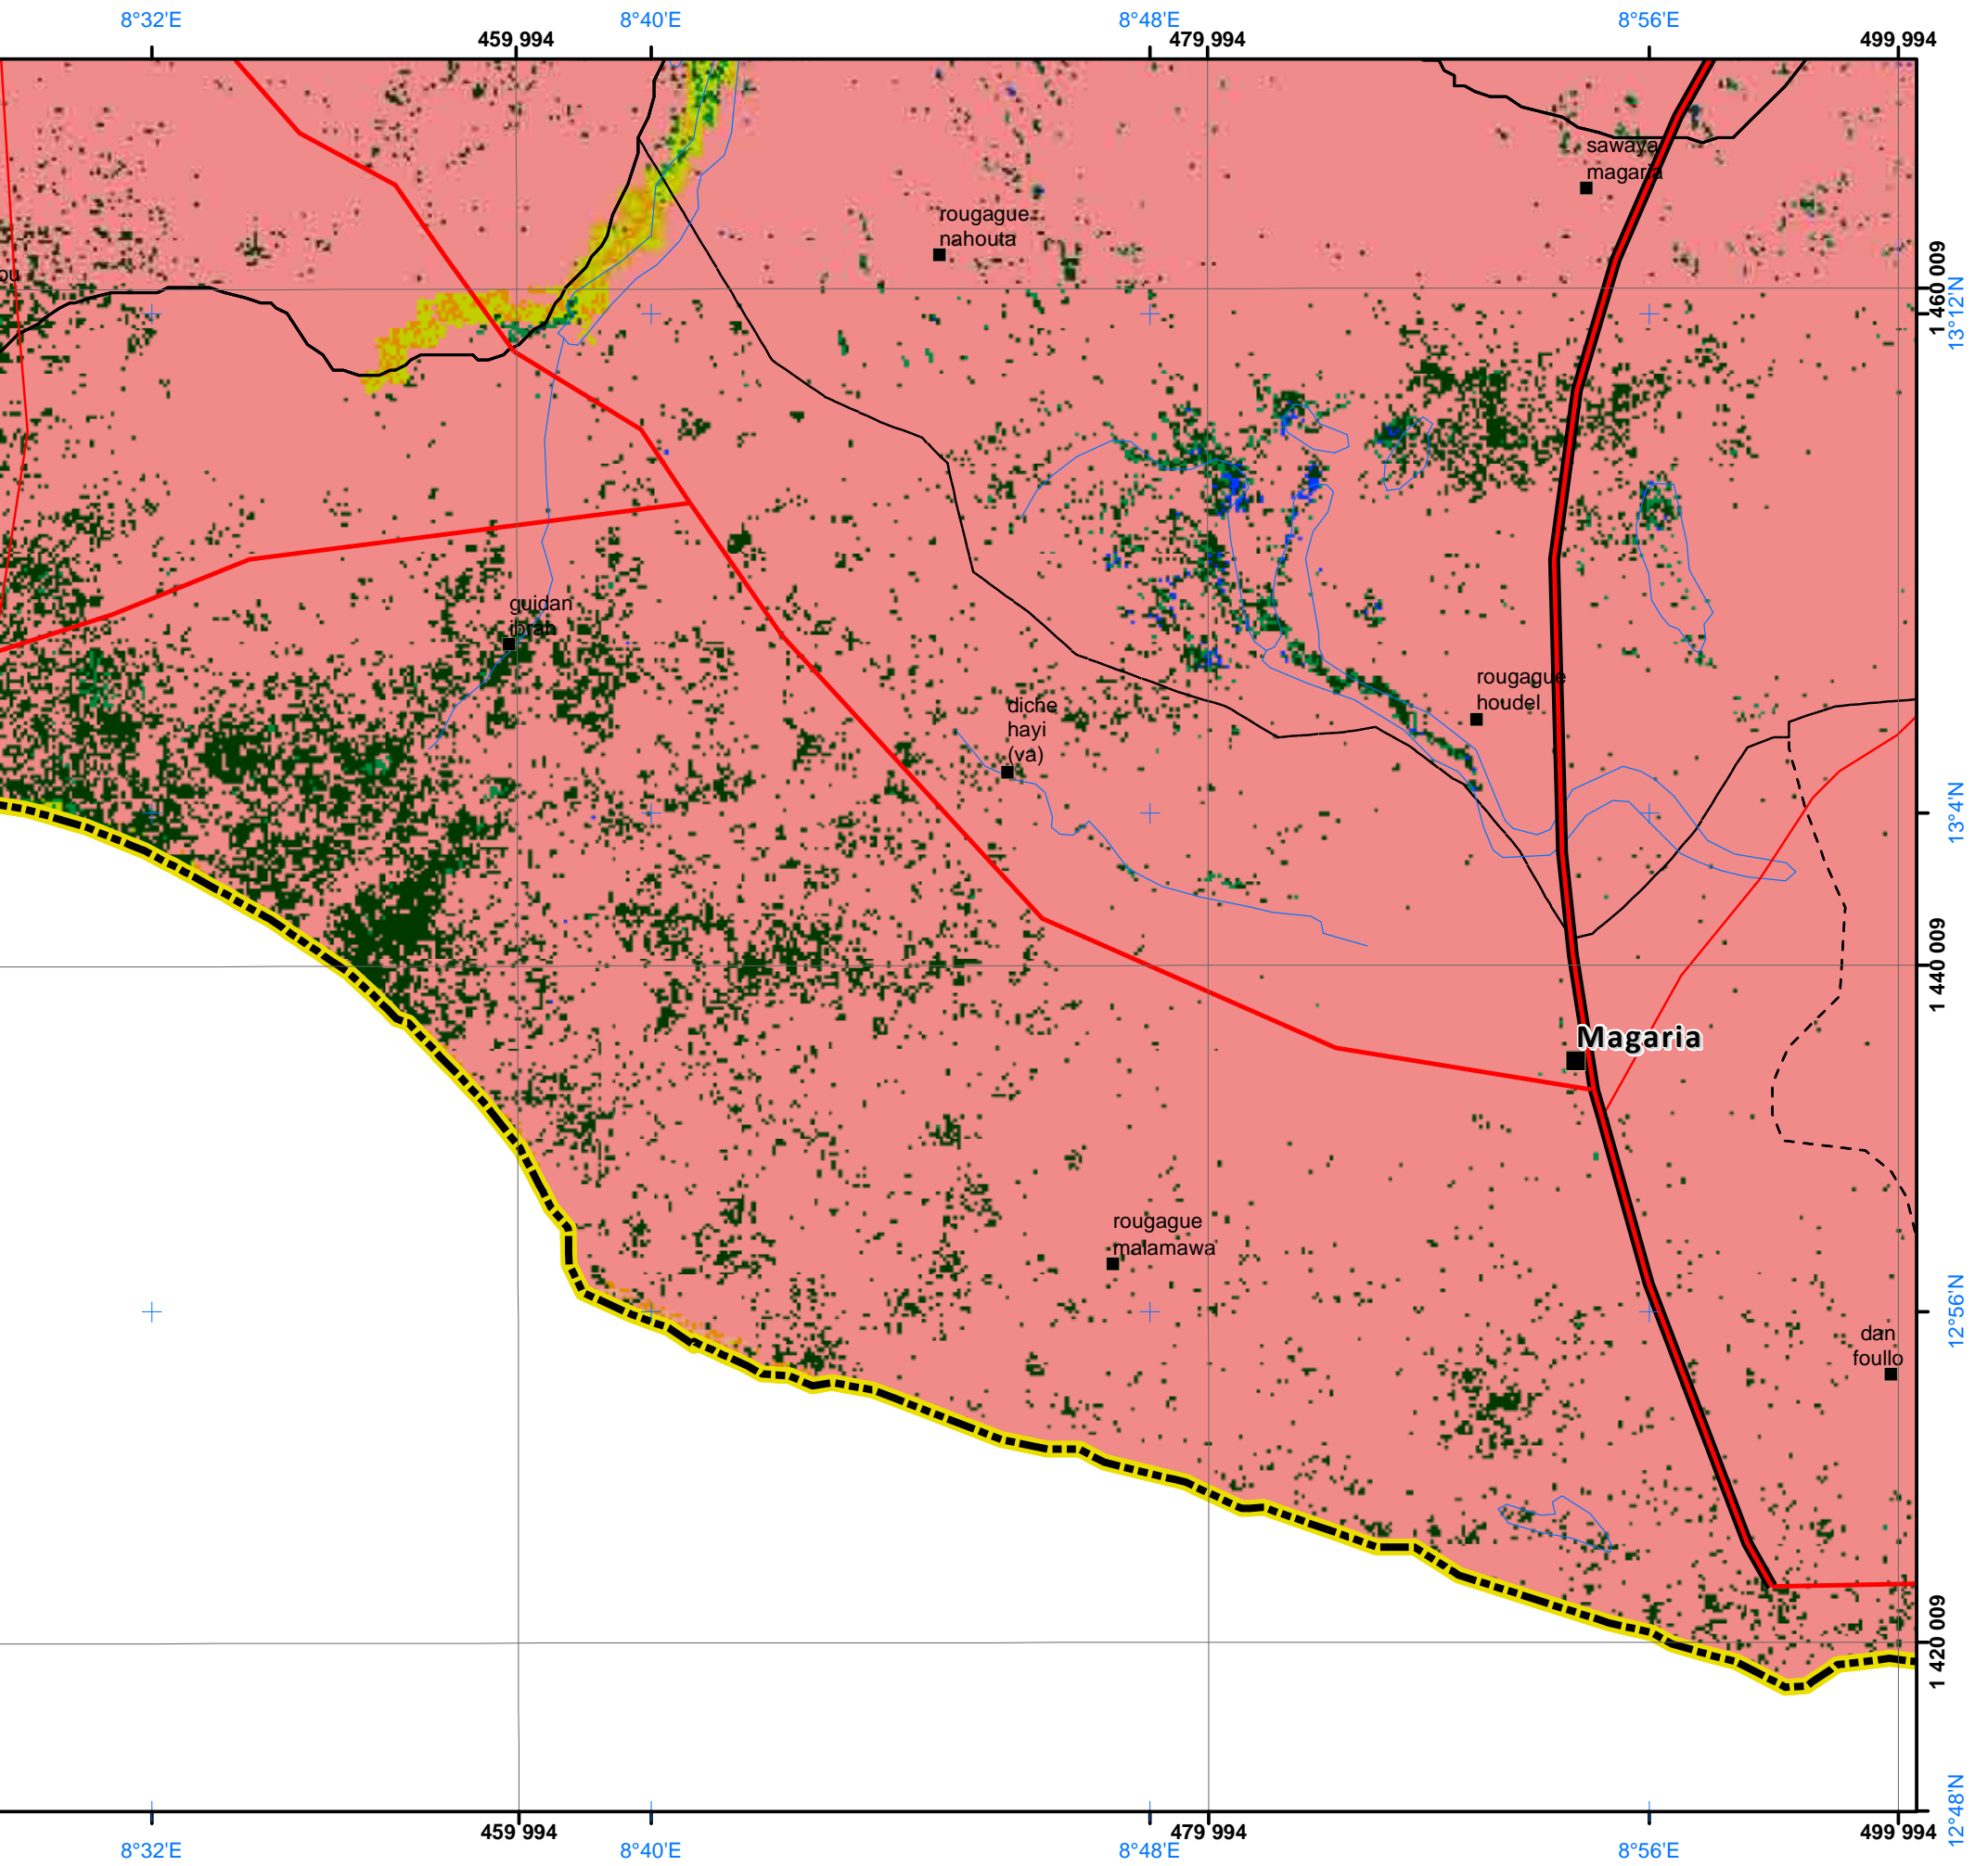 8°32'E 8°40'E 8°48'E 8°56'E
459 994 479 994 499 994
sawaya
magaria
rougague
nahouta
1 460 009
13°12'N
ou
guidan
ibrah
rougague
houdel
diche
hayi
(va)
13°4'N
1 440 009
Magaria
rougague
malamawa
12°56'N
dan
foullo
1 420 009
12°48'N
459 994 479 994 499 994
8°32'E 8°40'E 8°48'E 8°56'E